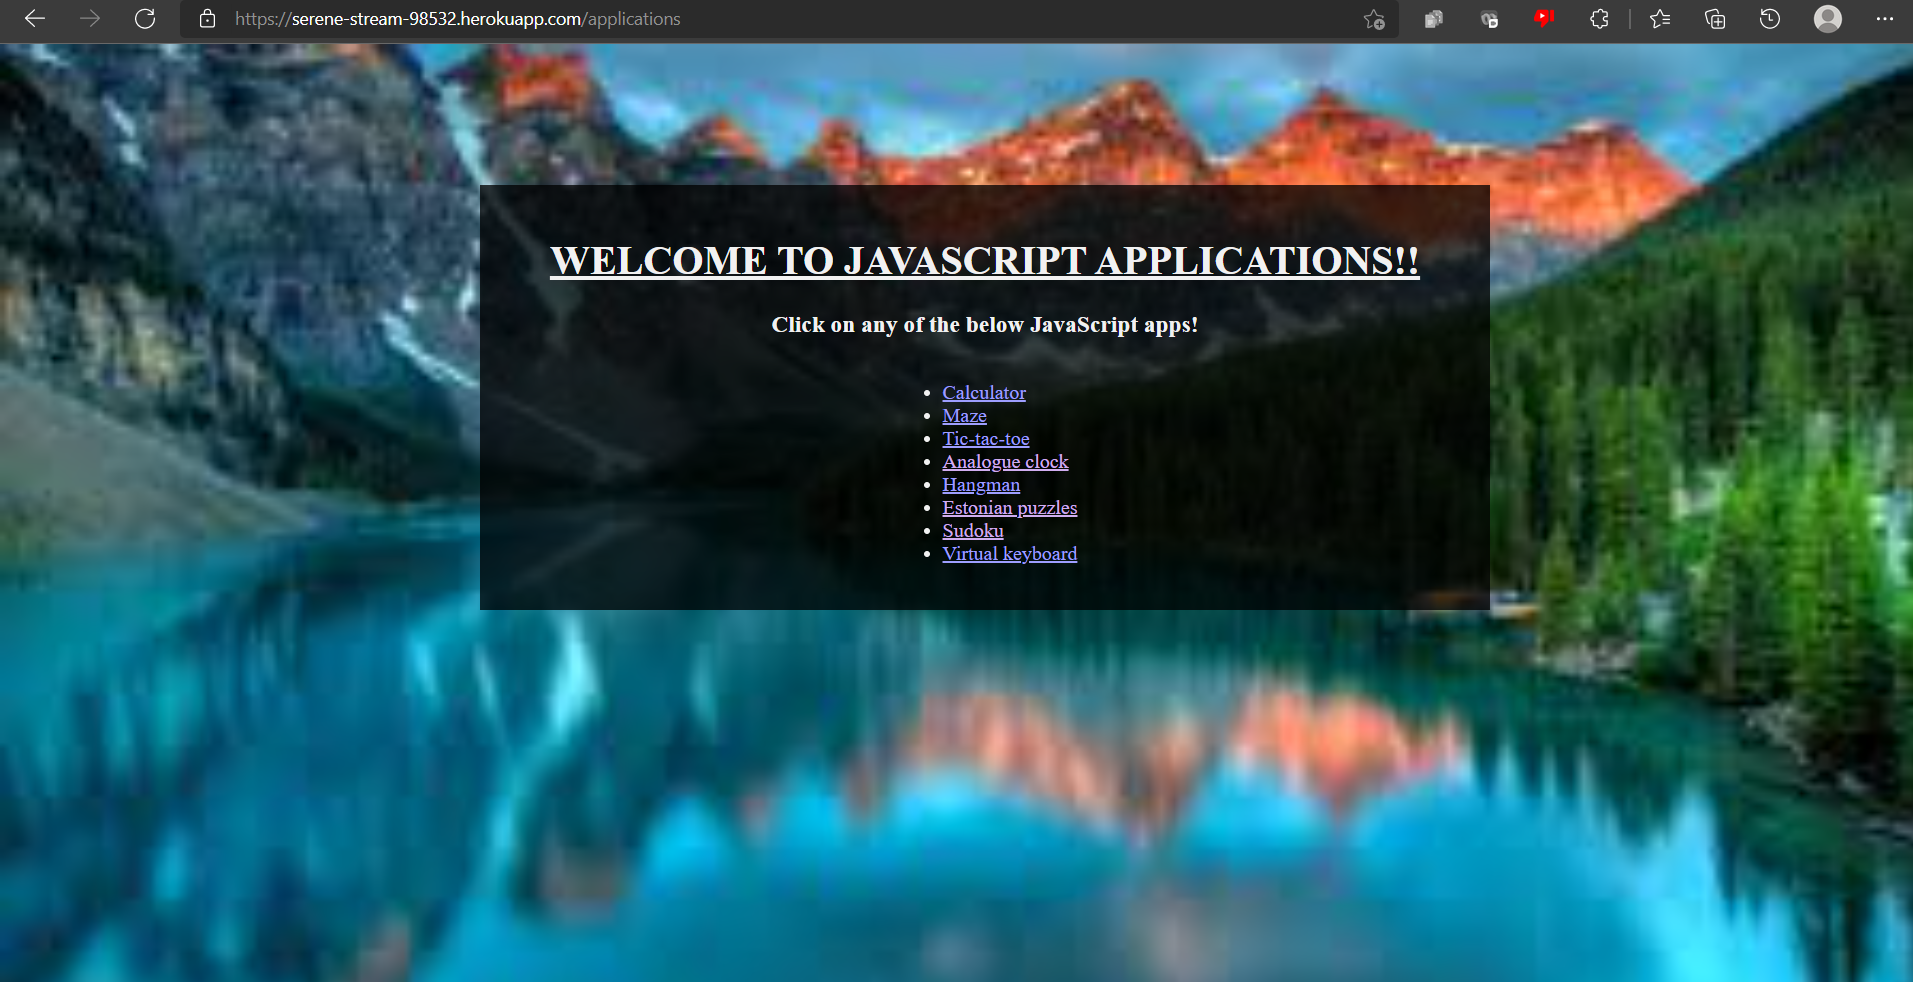 https://serene-stream-98532.herokuapp.com/applications
WELCOME TO JAVASCRIPT APPLICATIONS!!
Click on any of the below JavaScript apps!
Calculator
Maze
Tic-tac-toe
Analogue clock
Hangman
Estonian puzzles
Sudoku
Virtual keyboard